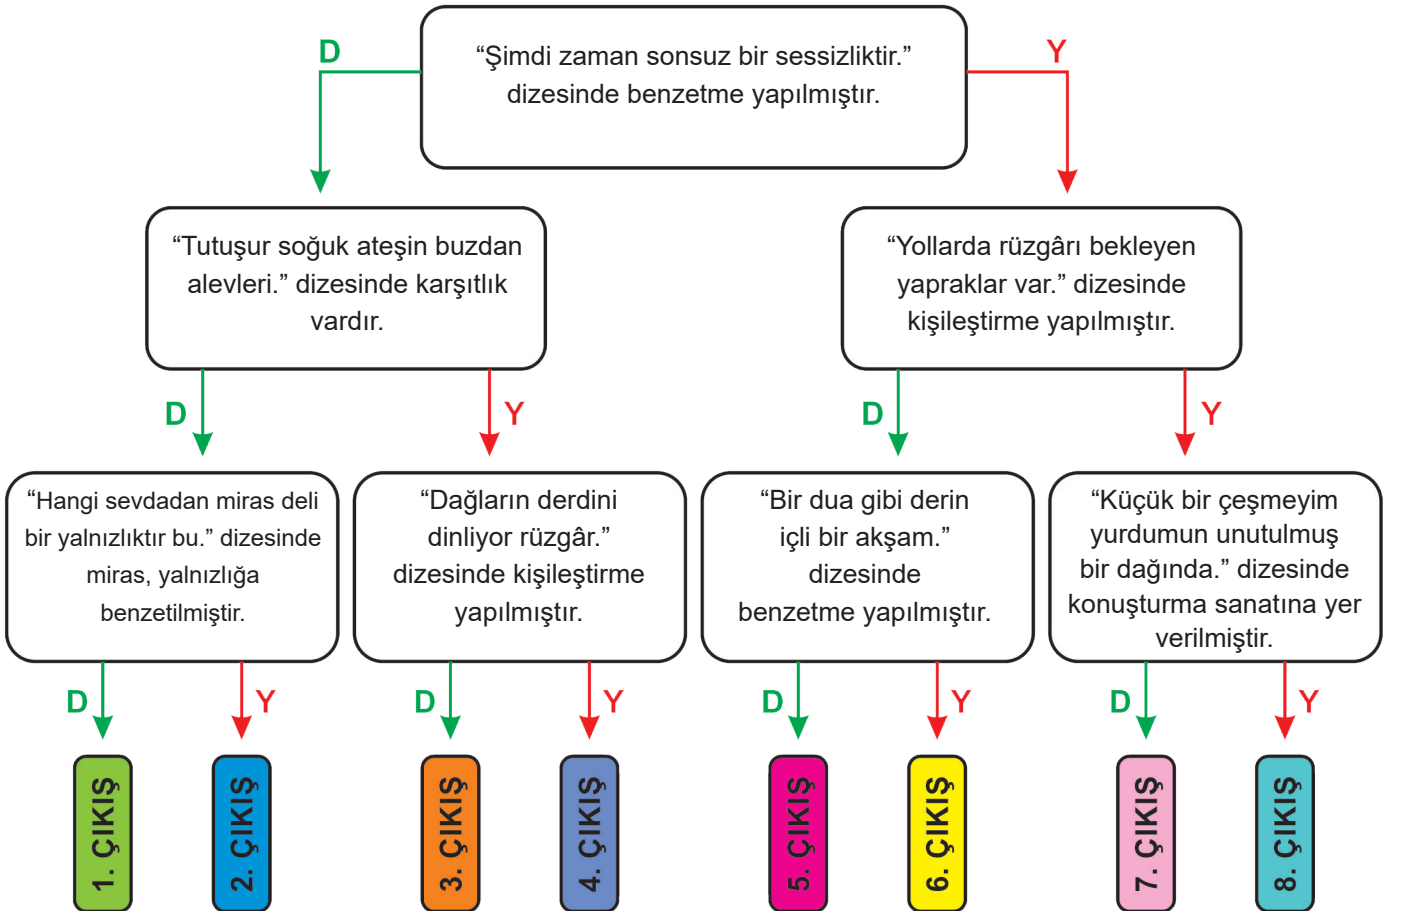 D
“Şimdi zaman sonsuz bir sessizliktir.”
dizesinde benzetme yapılmıştır.
Y
“Tutuşur soğuk ateşin buzdan
alevleri.” dizesinde karşıtlık
vardır.
“Yollarda rüzgârı bekleyen
yapraklar var.” dizesinde
kişileştirme yapılmıştır.
D
Y
D
Y
“Hangi sevdadan miras deli
bir yalnızlıktır bu.” dizesinde
miras, yalnızlığa
benzetilmiştir.
“Dağların derdini
dinliyor rüzgâr.”
dizesinde kişileştirme
yapılmıştır.
“Bir dua gibi derin
içli bir akşam.”
dizesinde
benzetme yapılmıştır.
“Küçük bir çeşmeyim
yurdumun unutulmuş
bir dağında.” dizesinde
konuşturma sanatına yer
verilmiştir.
D
Y
D
Y
D
Y
D
Y
1. ÇIKIŞ
2. ÇIKIŞ
3. ÇIKIŞ
4. ÇIKIŞ
5. ÇIKIŞ
6. ÇIKIŞ
7. ÇIKIŞ
8. ÇIKIŞ